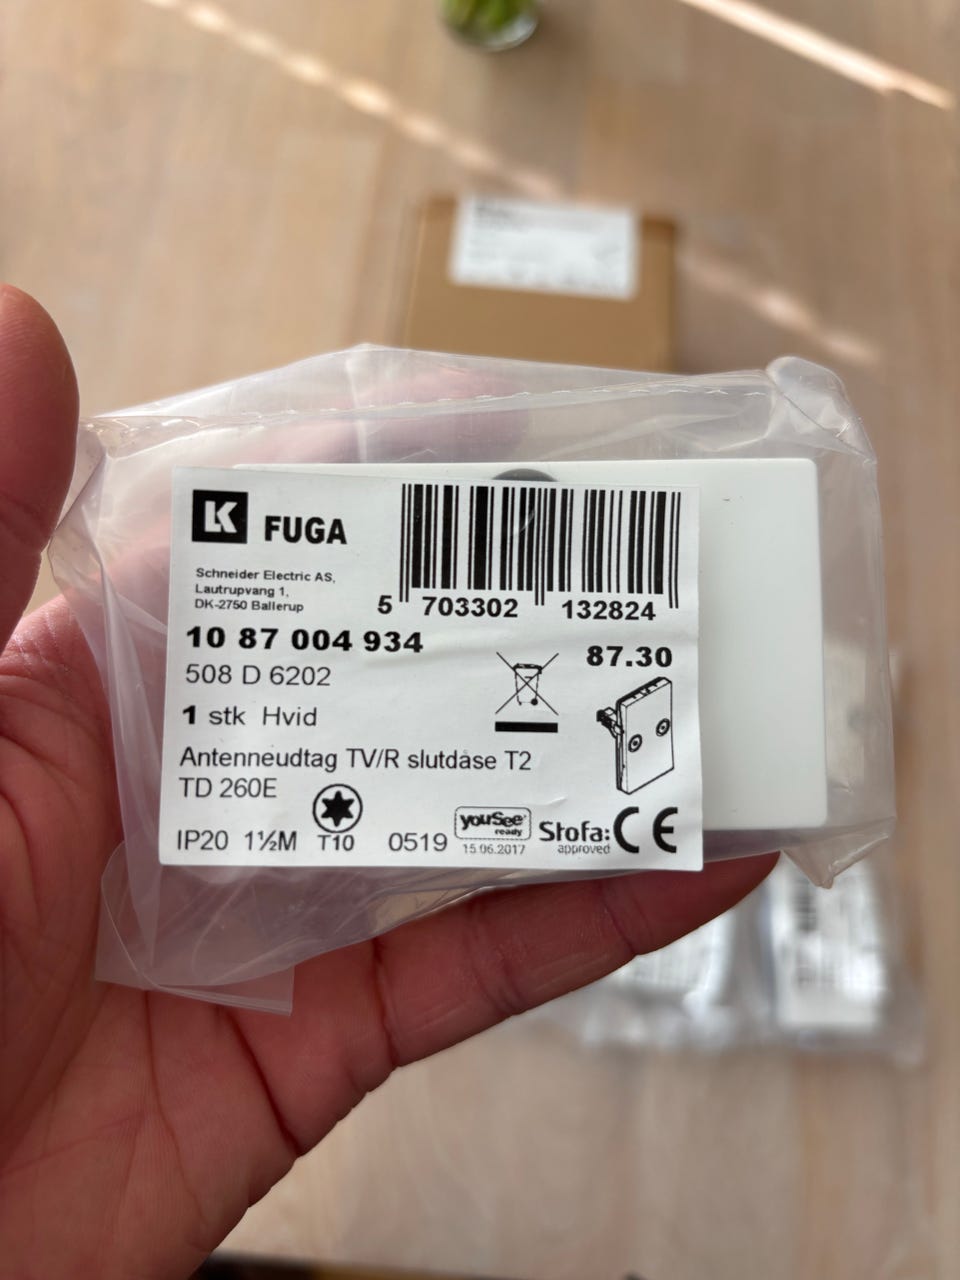 LK FUGA
Schneider Electric AS,
Lautrupvang 1,
DK-2750 Ballerup
5 703302 132824
10 87 004 934
87.30
508 D 6202
1 stk Hvid
Antenneudtag TV/R slutdåse T2
TD 260E
IP20 1½M T10 0519
youSee
ready
15.06.2017
Stofa:
approved
CE